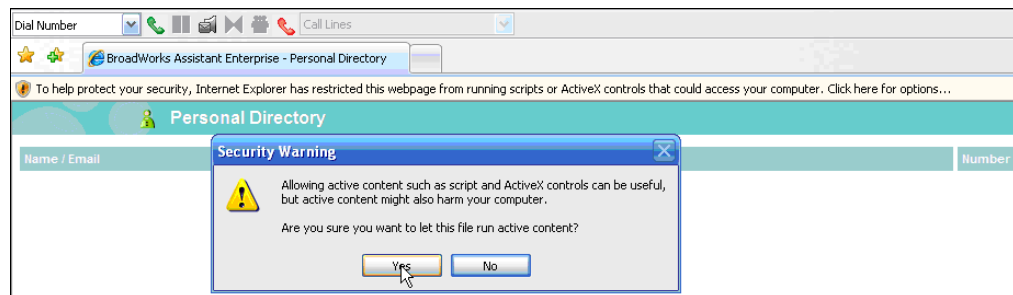 Dial Number Call Lines
BroadWorks Assistant Enterprise - Personal Directory
To help protect your security, Internet Explorer has restricted this webpage from running scripts or ActiveX controls that could access your computer. Click here for options...
Personal Directory
Name / Email Number
Security Warning
Allowing active content such as script and ActiveX controls can be useful,
but active content might also harm your computer.
Are you sure you want to let this file run active content?
Yes No